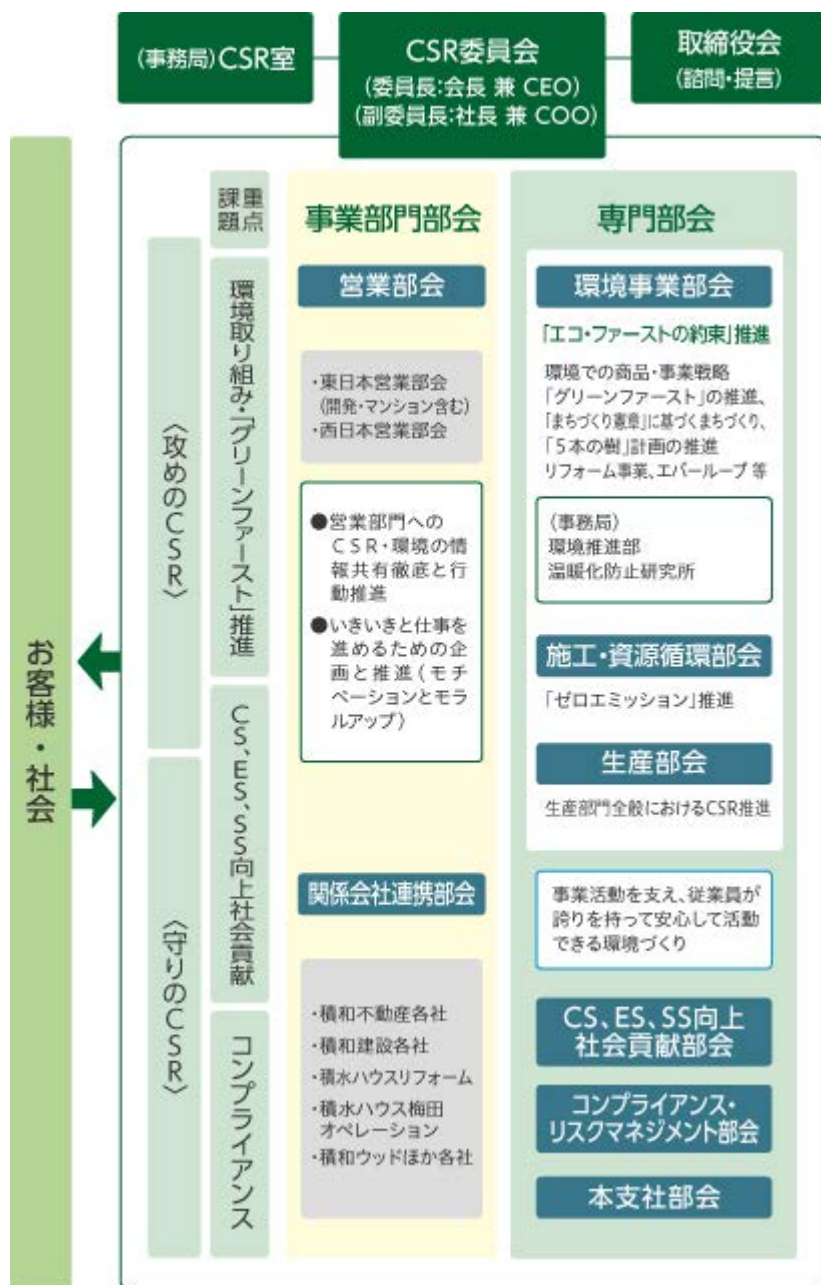 (事務局)CSR室
CSR委員会
(委員長:会長 兼 CEO)
(副委員長:社長 兼 COO)
取締役会
(諮問・提言)
お客様・社会
〈攻めのCSR〉
〈守りのCSR〉
重点
課題
環境取り組み・「グリーンファースト」推進
CS、ES、SS向上社会貢献
コンプライアンス
事業部門部会
営業部会
・東日本営業部会
(開発・マンション含む)
・西日本営業部会
●営業部門への
CSR・環境の情
報共有徹底と行
動推進
●いきいきと仕事を
進めるための企
画と推進(モチ
ベーションとモラ
ルアップ)
関係会社連携部会
・積和不動産各社
・積和建設各社
・積水ハウスリフォーム
・積水ハウス梅田
オペレーション
・積和ウッドほか各社
専門部会
環境事業部会
「エコ・ファーストの約束」推進
環境での商品・事業戦略
「グリーンファースト」の推進、
「まちづくり憲章」に基づくまちづくり、
「5本の樹」計画の推進
リフォーム事業、エバーループ 等
(事務局)
環境推進部
温暖化防止研究所
施工・資源循環部会
「ゼロエミッション」推進
生産部会
生産部門全般におけるCSR推進
事業活動を支え、従業員が
誇りを持って安心して活動
できる環境づくり
CS、ES、SS向上
社会貢献部会
コンプライアンス・
リスクマネジメント部会
本支社部会